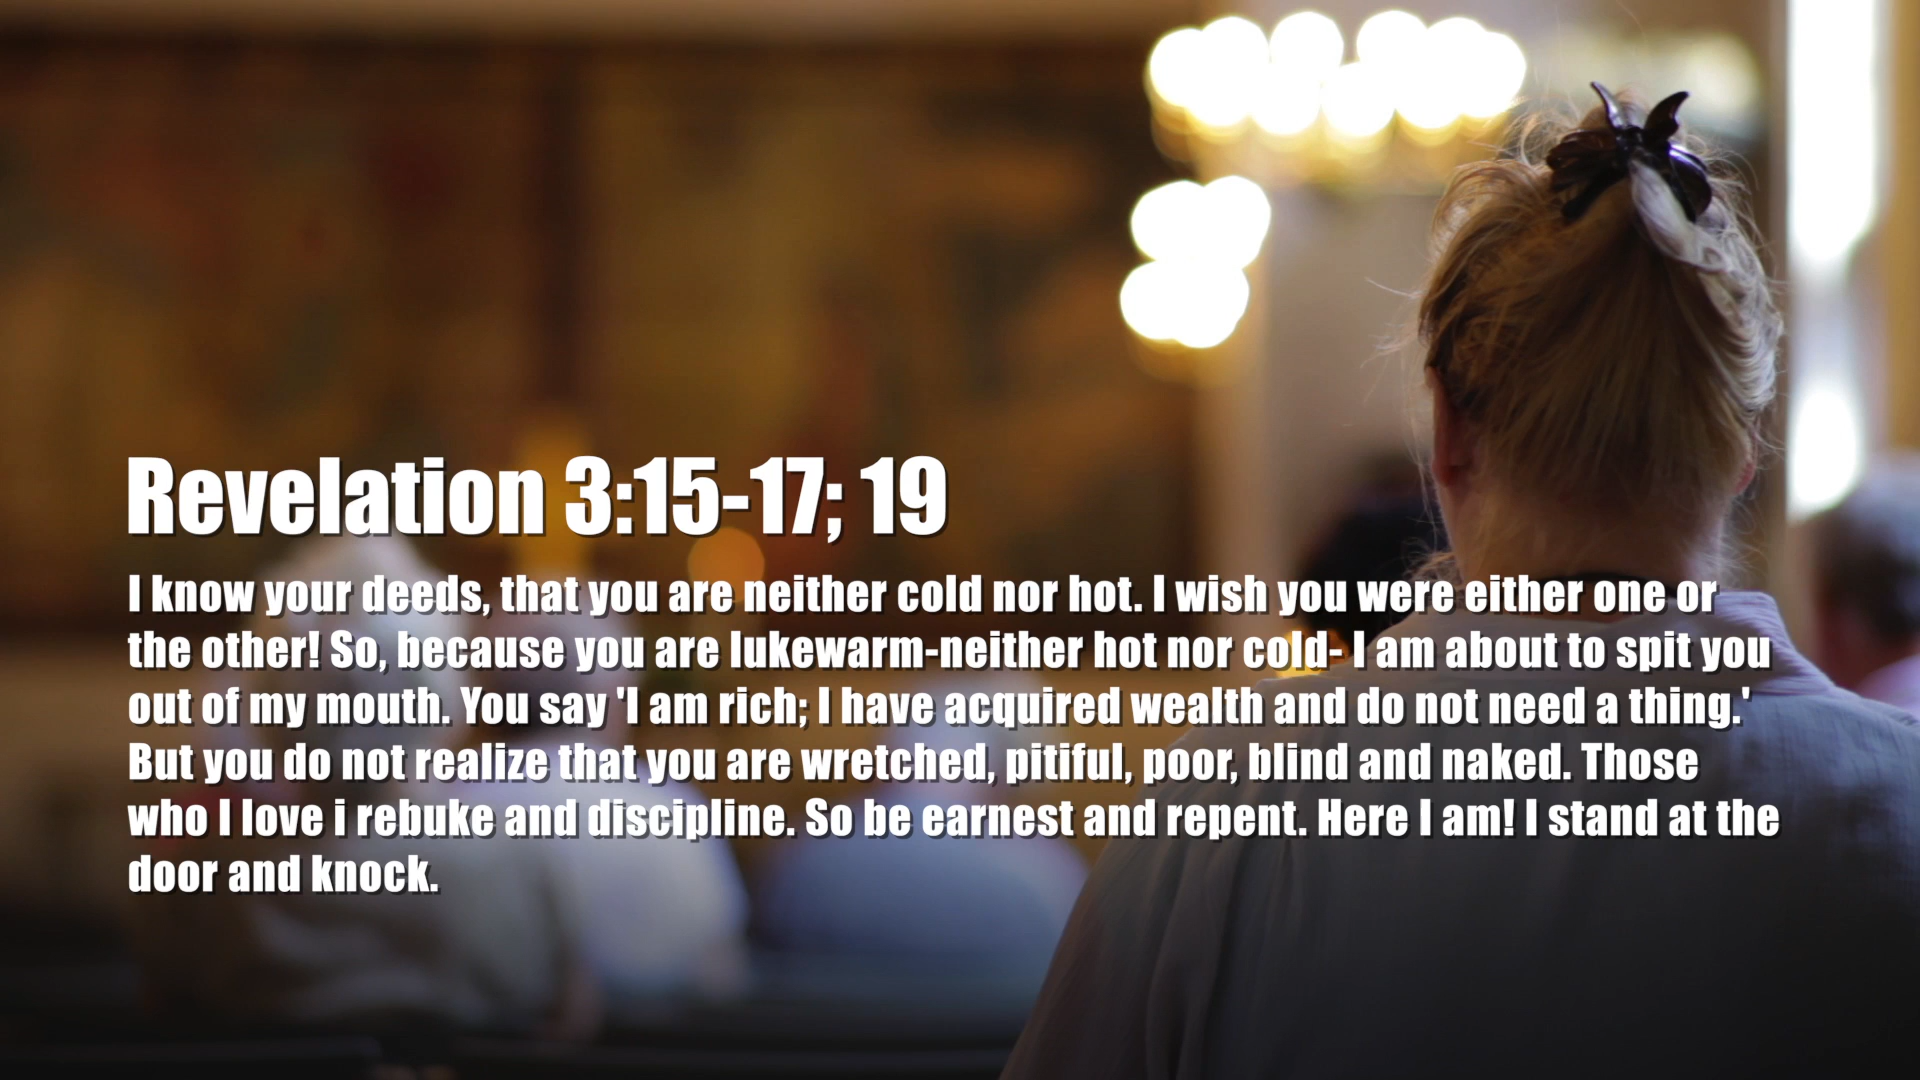 Revelation 3:15-17; 19
I know your deeds, that you are neither cold nor hot. I wish you were either one or
the other! So, because you are lukewarm-neither hot nor cold- I am about to spit you
out of my mouth. You say 'I am rich; I have acquired wealth and do not need a thing.'
But you do not realize that you are wretched, pitiful, poor, blind and naked. Those
who I love i rebuke and discipline. So be earnest and repent. Here I am! I stand at the
door and knock.